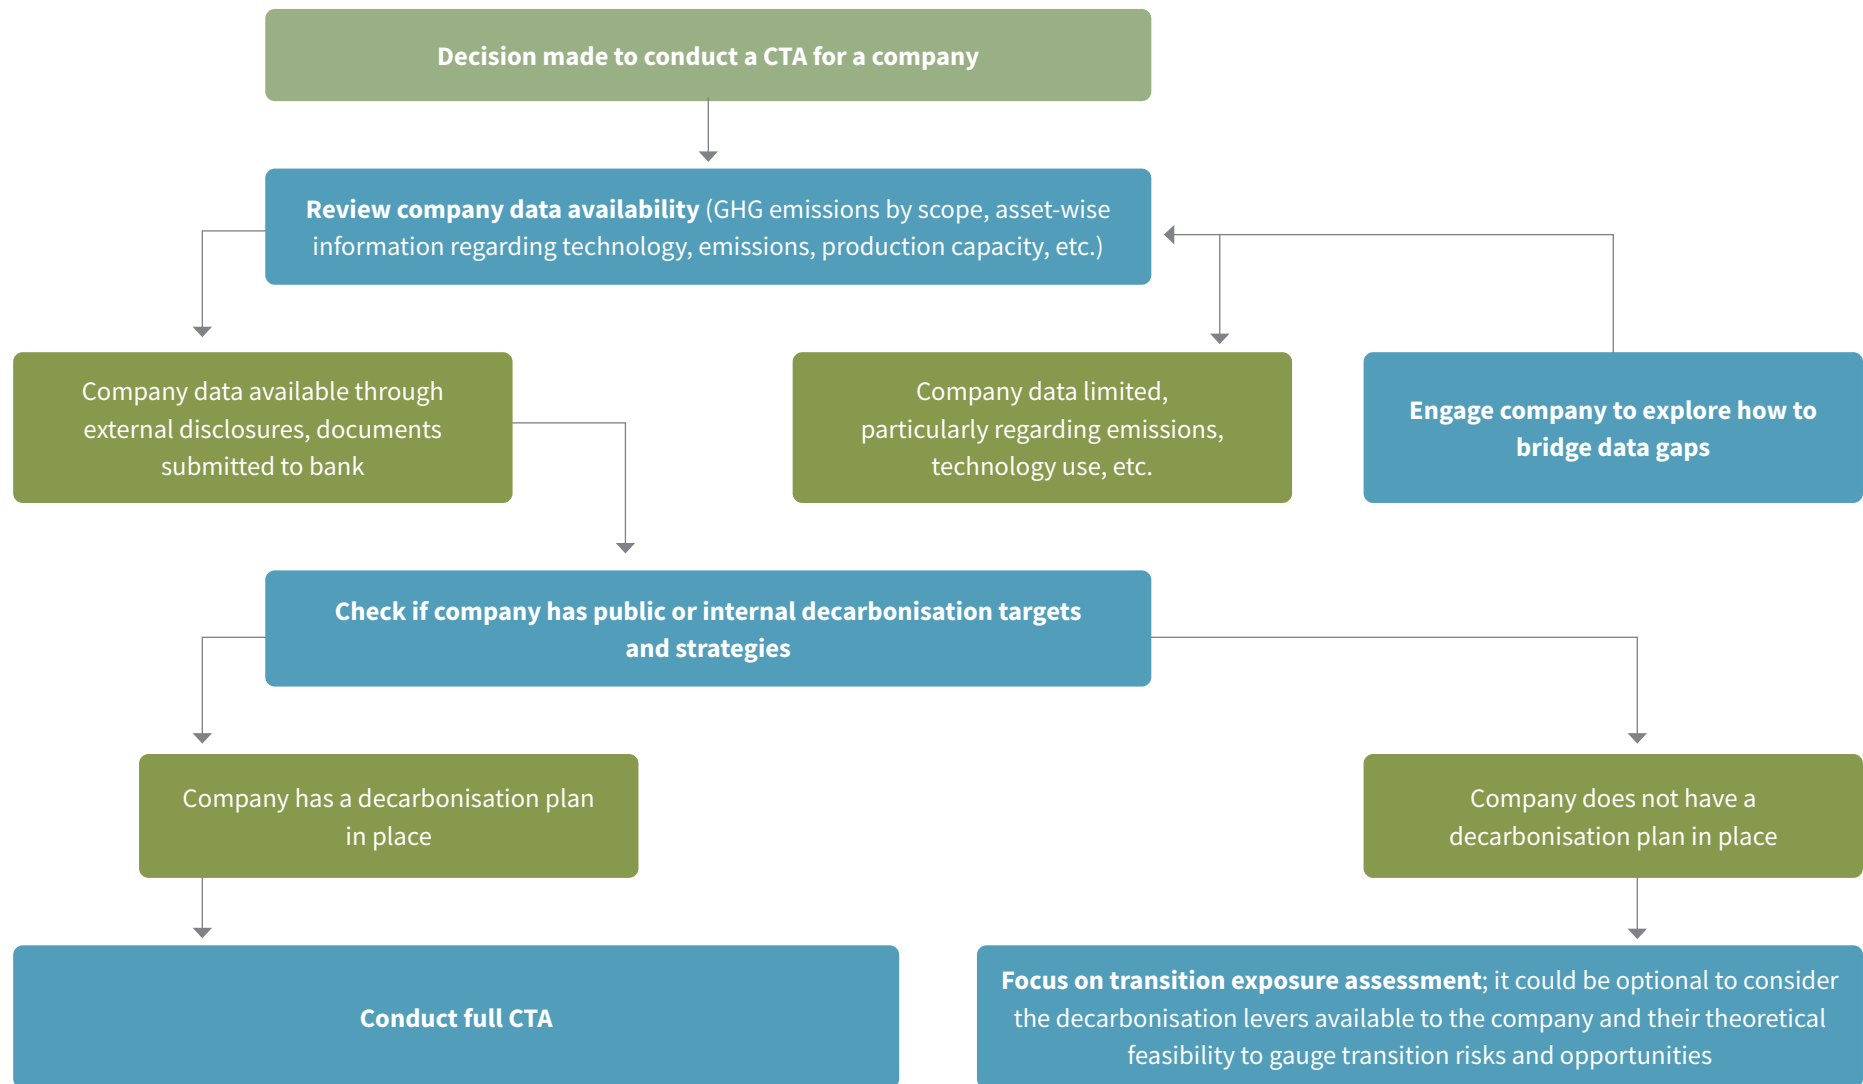 Decision made to conduct a CTA for a company
Review company data availability (GHG emissions by scope, asset-wise
information regarding technology, emissions, production capacity, etc.)
Company data available through
external disclosures, documents
submitted to bank
Company data limited,
particularly regarding emissions,
technology use, etc.
Engage company to explore how to
bridge data gaps
Check if company has public or internal decarbonisation targets
and strategies
Company has a decarbonisation plan
in place
Company does not have a
decarbonisation plan in place
Conduct full CTA
Focus on transition exposure assessment; it could be optional to consider
the decarbonisation levers available to the company and their theoretical
feasibility to gauge transition risks and opportunities